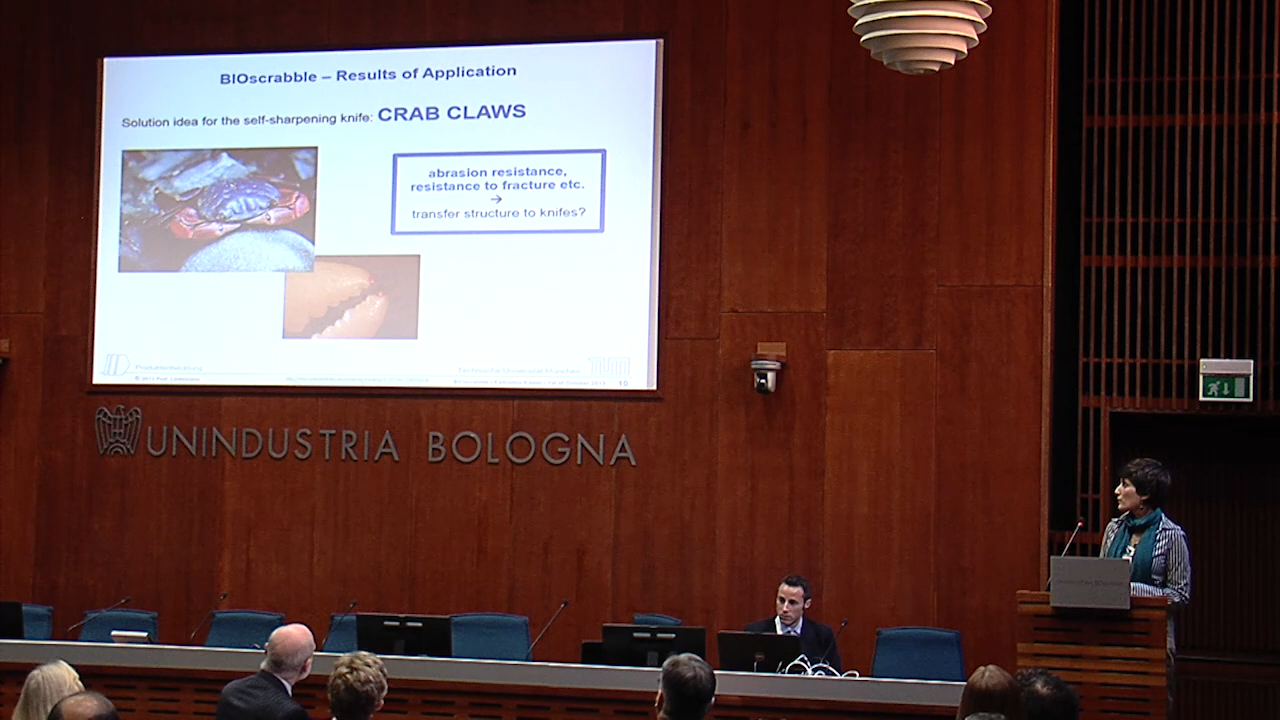 BIOscrabble – Results of Application
Solution idea for the self-sharpening knife: CRAB CLAWS
abrasion resistance,
resistance to fracture etc.
→
transfer structure to knifes?
10
UNINDUSTRIA BOLOGNA